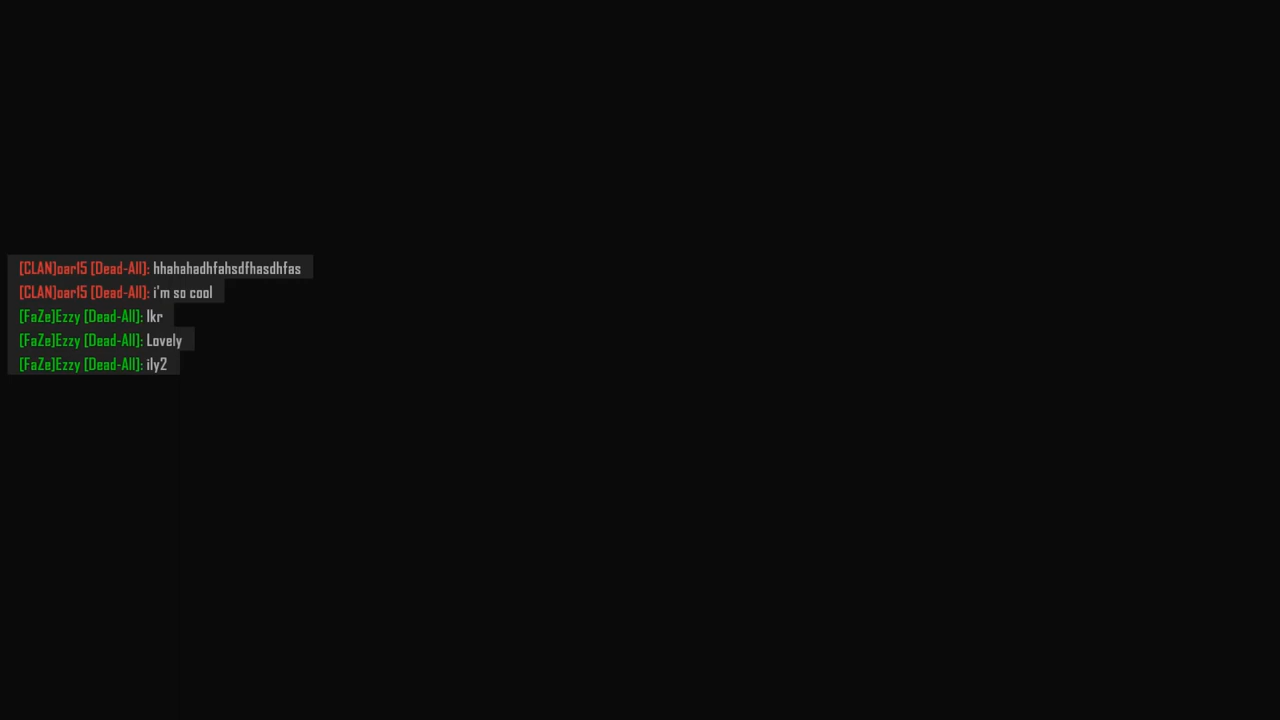 [CLAN]oar15 [Dead-All]: hhahahadhfahsdfhasdhfas
[CLAN]oar15 [Dead-All]: i'm so cool
[FaZe]Ezzy [Dead-All]: Ikr
[FaZe]Ezzy [Dead-All]: Lovely
[FaZe]Ezzy [Dead-All]: ily2